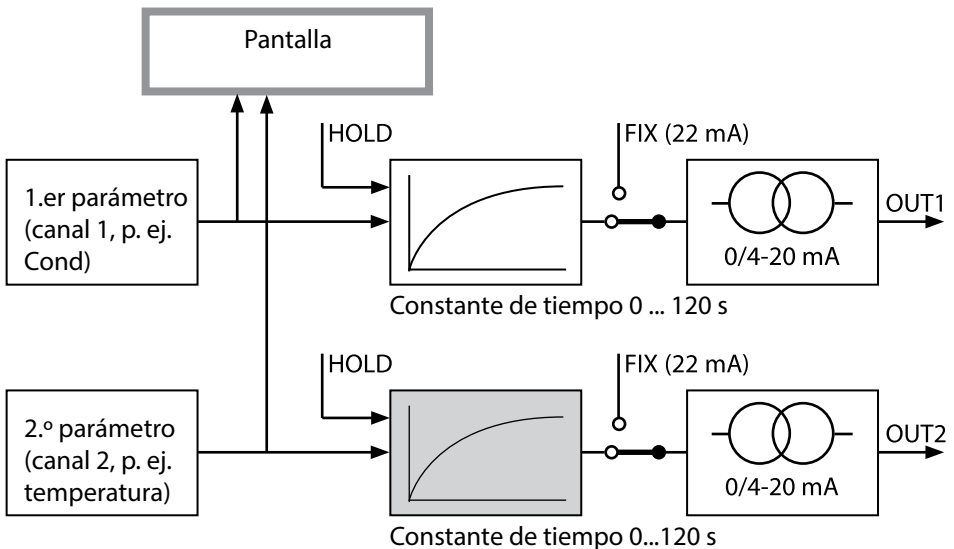 Pantalla
HOLD
FIX (22 mA)
1.er parámetro
(canal 1, p. ej.
Cond)
OUT1
0/4-20 mA
Constante de tiempo 0 ... 120 s
HOLD
FIX (22 mA)
2.º parámetro
(canal 2, p. ej.
temperatura)
OUT2
0/4-20 mA
Constante de tiempo 0...120 s